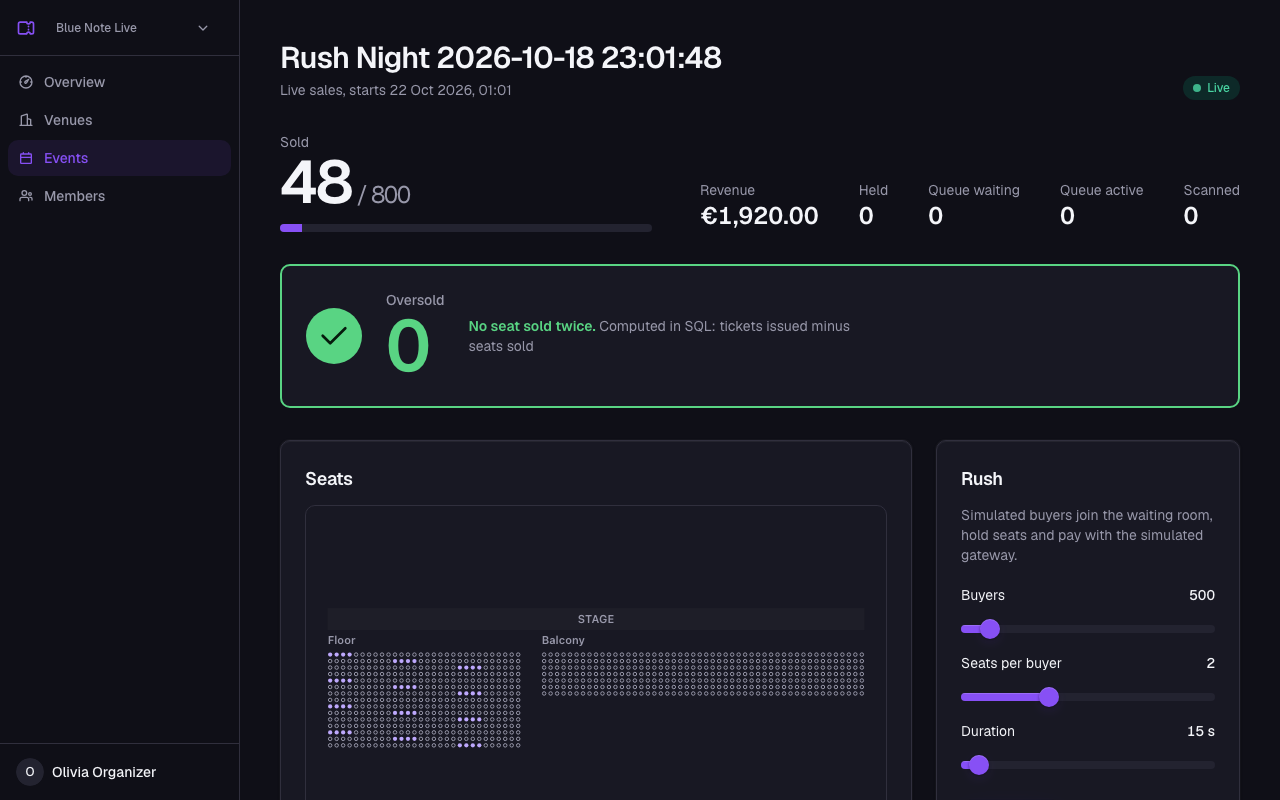 Blue Note Live
Overview
Venues
Events
Members
O
Olivia Organizer
Rush Night 2026-10-18 23:01:48
Live sales, starts 22 Oct 2026, 01:01
Live
Sold
48 / 800
Revenue
€1,920.00
Held
0
Queue waiting
0
Queue active
0
Scanned
0
Oversold
0
No seat sold twice. Computed in SQL: tickets issued minus
seats sold
Seats
STAGE
Floor
Balcony
Rush
Simulated buyers join the waiting room,
hold seats and pay with the simulated
gateway.
Buyers 500
Seats per buyer 2
Duration 15 s